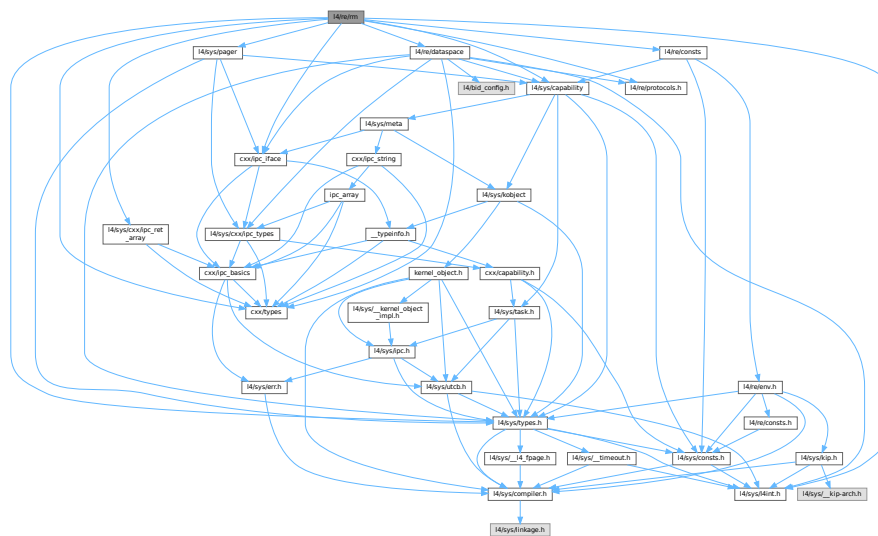 l4/re/rm
l4/sys/pager
l4/re/dataspace
l4/re/consts
l4/bid_config.h
l4/sys/capability
l4/re/protocols.h
l4/sys/meta
cxx/ipc_iface
cxx/ipc_string
ipc_array
l4/sys/kobject
l4/sys/cxx/ipc_ret
_array
l4/sys/cxx/ipc_types
__typeinfo.h
cxx/ipc_basics
kernel_object.h
cxx/capability.h
cxx/types
l4/sys/__kernel_object
_impl.h
l4/sys/task.h
l4/sys/ipc.h
l4/sys/err.h
l4/sys/utcb.h
l4/re/env.h
l4/sys/types.h
l4/re/consts.h
l4/sys/__l4_fpage.h
l4/sys/__timeout.h
l4/sys/consts.h
l4/sys/kip.h
l4/sys/compiler.h
l4/sys/l4int.h
l4/sys/__kip-arch.h
l4/sys/linkage.h